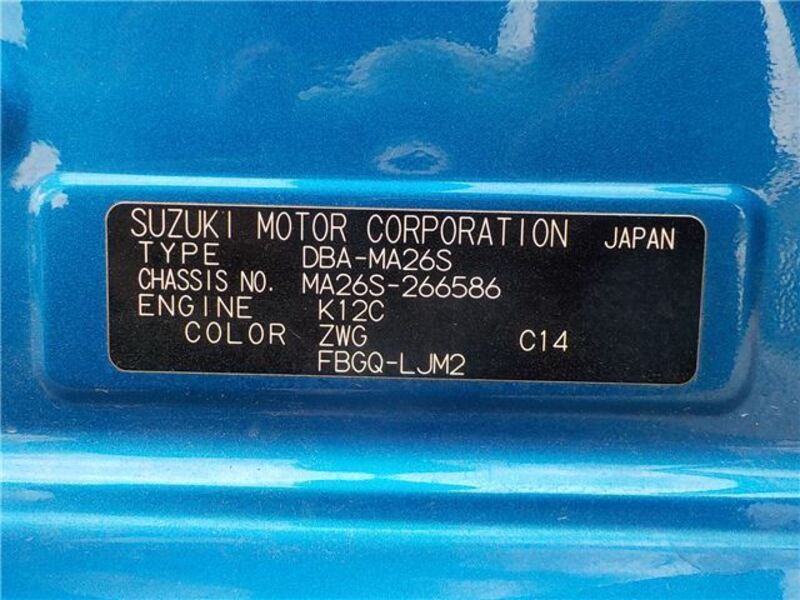 SUZUKI MOTOR CORPORATION JAPAN
TYPE DBA-MA26S
CHASSIS NO. MA26S-266586
ENGINE K12C
COLOR ZWG C14
FBGQ-LJM2